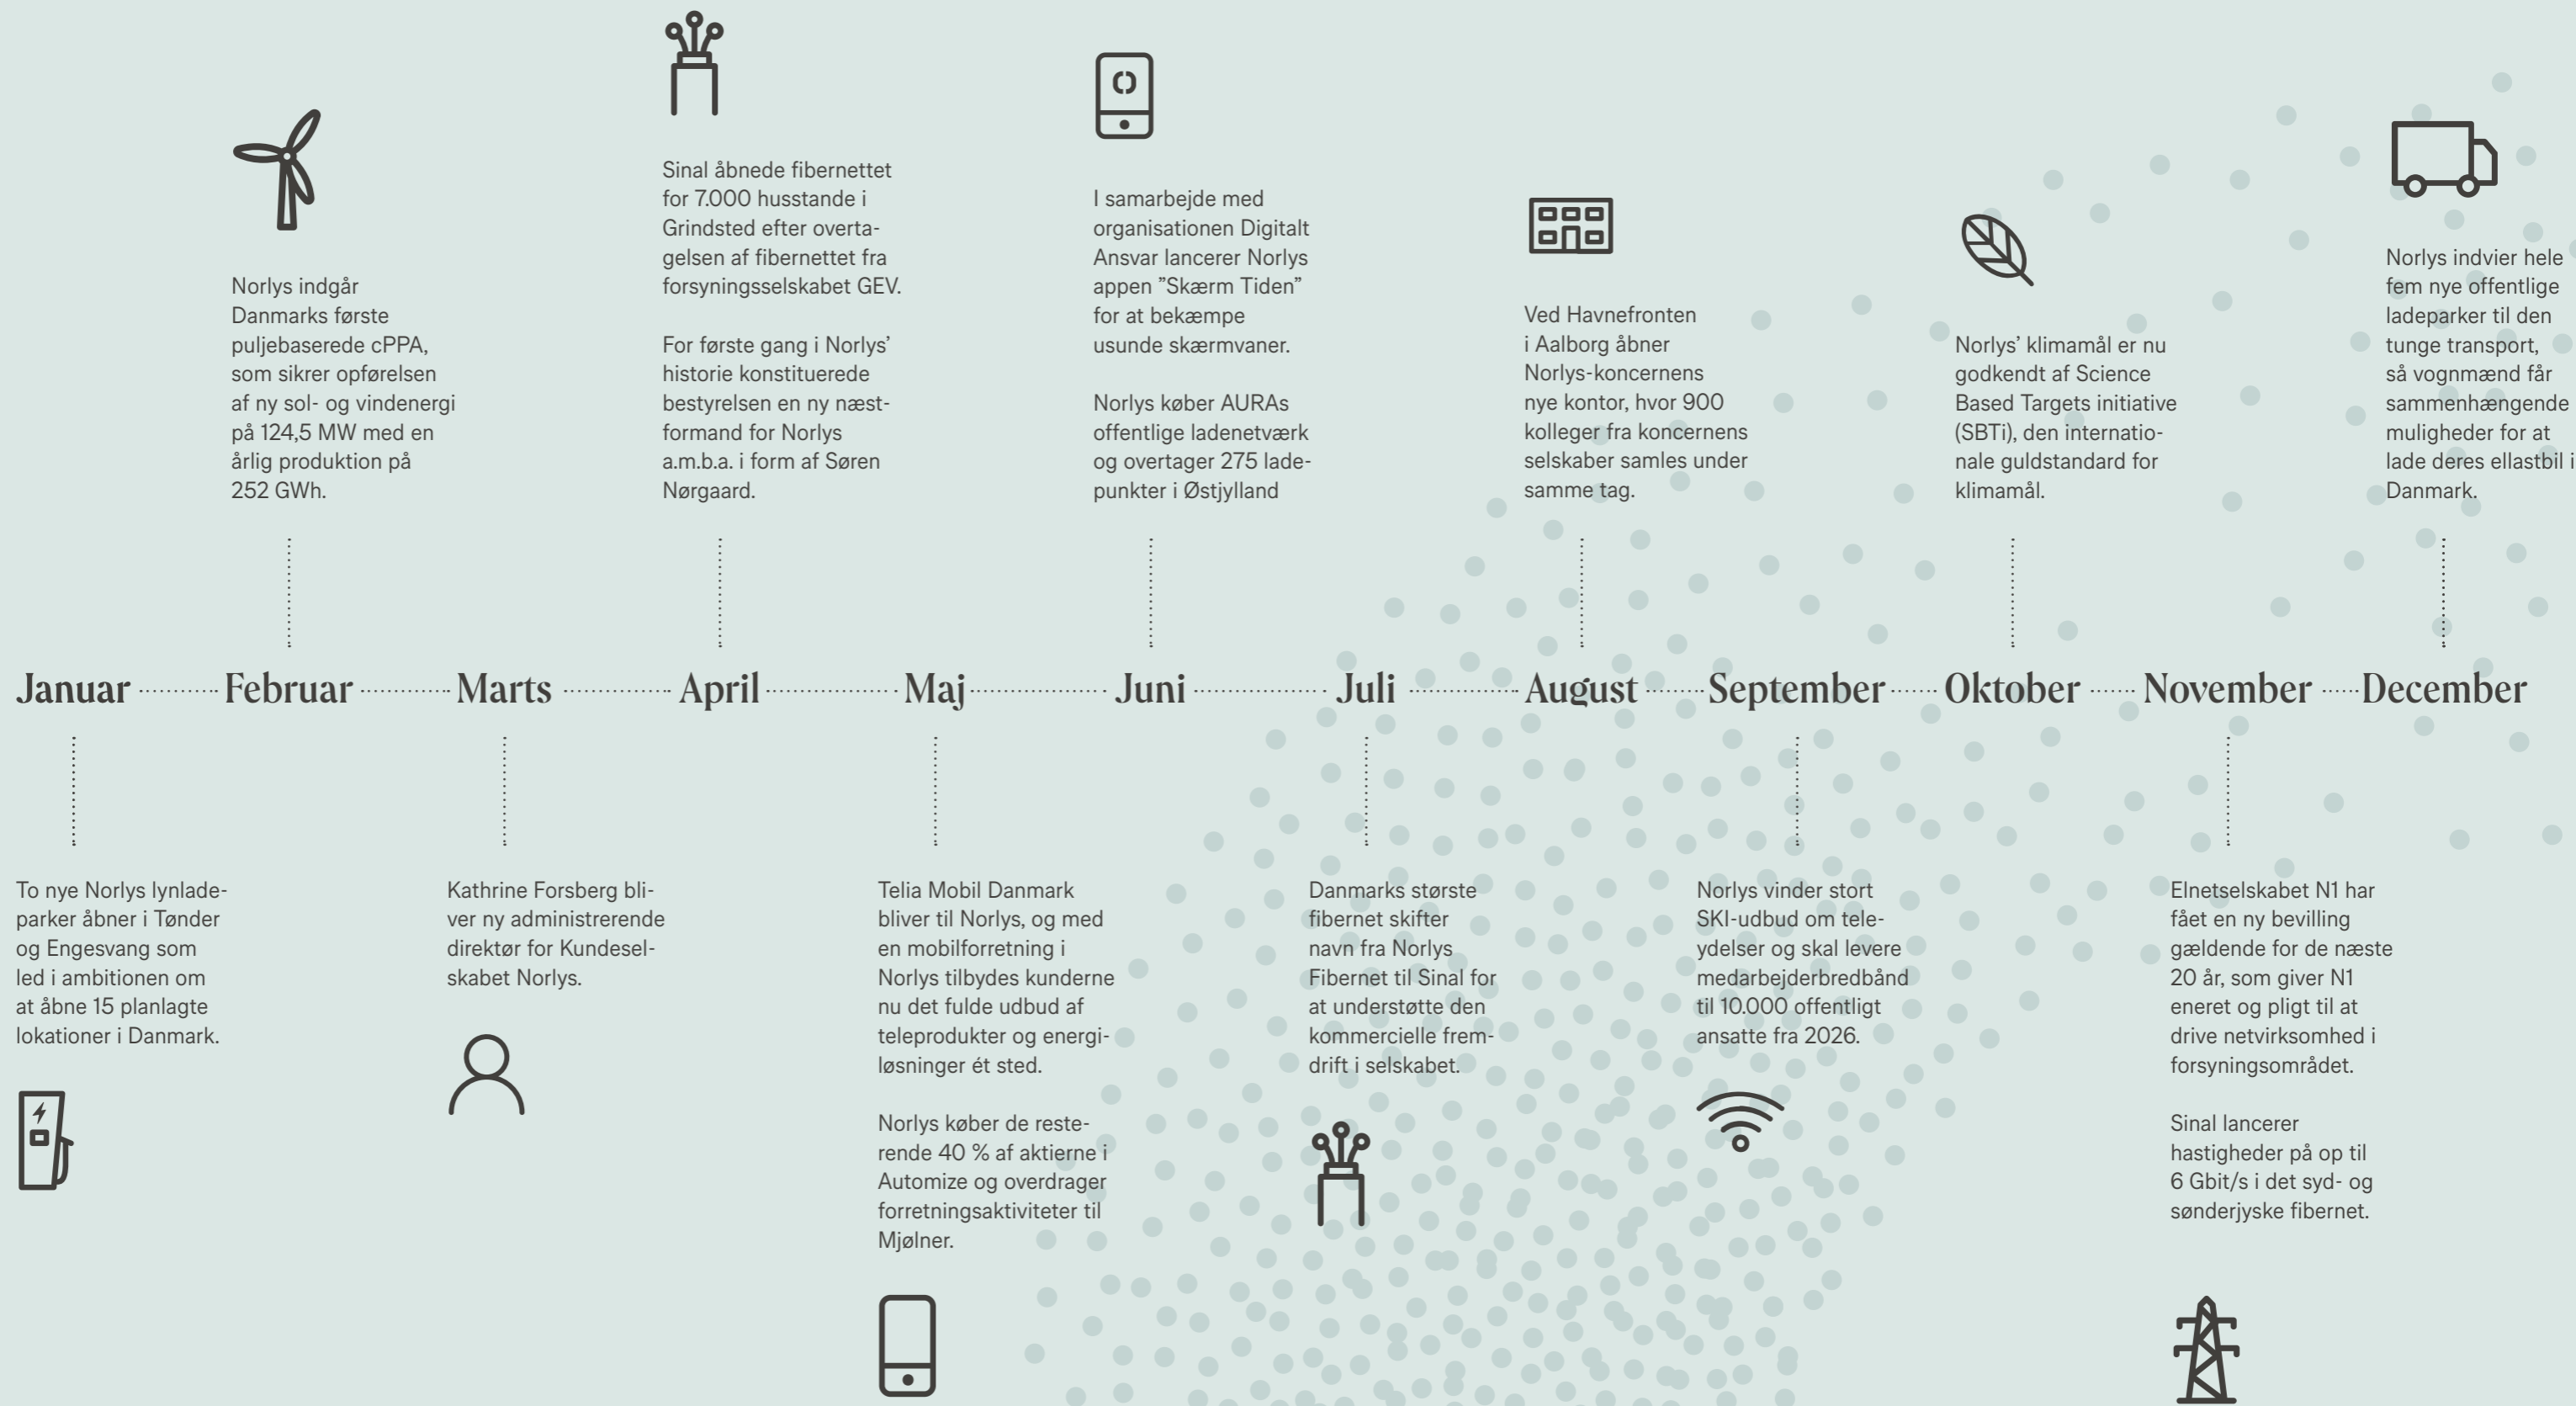 Norlys indgår
Danmarks første
puljebaserede cPPA,
som sikrer opførelsen
af ny sol- og vindenergi
på 124,5 MW med en
årlig produktion på
252 GWh.
Sinal åbnede fibernettet
for 7.000 husstande i
Grindsted efter overta-
gelsen af fibernettet fra
forsyningsselskabet GEV.
For første gang i Norlys’
historie konstituerede
bestyrelsen en ny næst-
formand for Norlys
a.m.b.a. i form af Søren
Nørgaard.
I samarbejde med
organisationen Digitalt
Ansvar lancerer Norlys
appen ”Skærm Tiden”
for at bekæmpe
usunde skærmvaner.
Norlys køber AURAs
offentlige ladenetværk
og overtager 275 lade-
punkter i Østjylland
Ved Havnefronten
i Aalborg åbner
Norlys-koncernens
nye kontor, hvor 900
kolleger fra koncernens
selskaber samles under
samme tag.
Norlys’ klimamål er nu
godkendt af Science
Based Targets initiative
(SBTi), den internatio-
nale guldstandard for
klimamål.
Norlys indvier hele
fem nye offentlige
ladeparker til den
tunge transport,
så vognmænd får
sammenhængende
muligheder for at
lade deres ellastbil i
Danmark.
Januar Februar Marts April Maj Juni Juli August September Oktober November December
To nye Norlys lynlade-
parker åbner i Tønder
og Engesvang som
led i ambitionen om
at åbne 15 planlagte
lokationer i Danmark.
Kathrine Forsberg bli-
ver ny administrerende
direktør for Kundesel-
skabet Norlys.
Telia Mobil Danmark
bliver til Norlys, og med
en mobilforretning i
Norlys tilbydes kunderne
nu det fulde udbud af
teleprodukter og energi-
løsninger ét sted.
Norlys køber de reste-
rende 40 % af aktierne i
Automize og overdrager
forretningsaktiviteter til
Mjølner.
Danmarks største
fibernet skifter
navn fra Norlys
Fibernet til Sinal for
at understøtte den
kommercielle frem-
drift i selskabet.
Norlys vinder stort
SKI-udbud om tele-
ydelser og skal levere
medarbejderbredbånd
til 10.000 offentligt
ansatte fra 2026.
Elnetselskabet N1 har
fået en ny bevilling
gældende for de næste
20 år, som giver N1
eneret og pligt til at
drive netvirksomhed i
forsyningsområdet.
Sinal lancerer
hastigheder på op til
6 Gbit/s i det syd- og
sønderjyske fibernet.